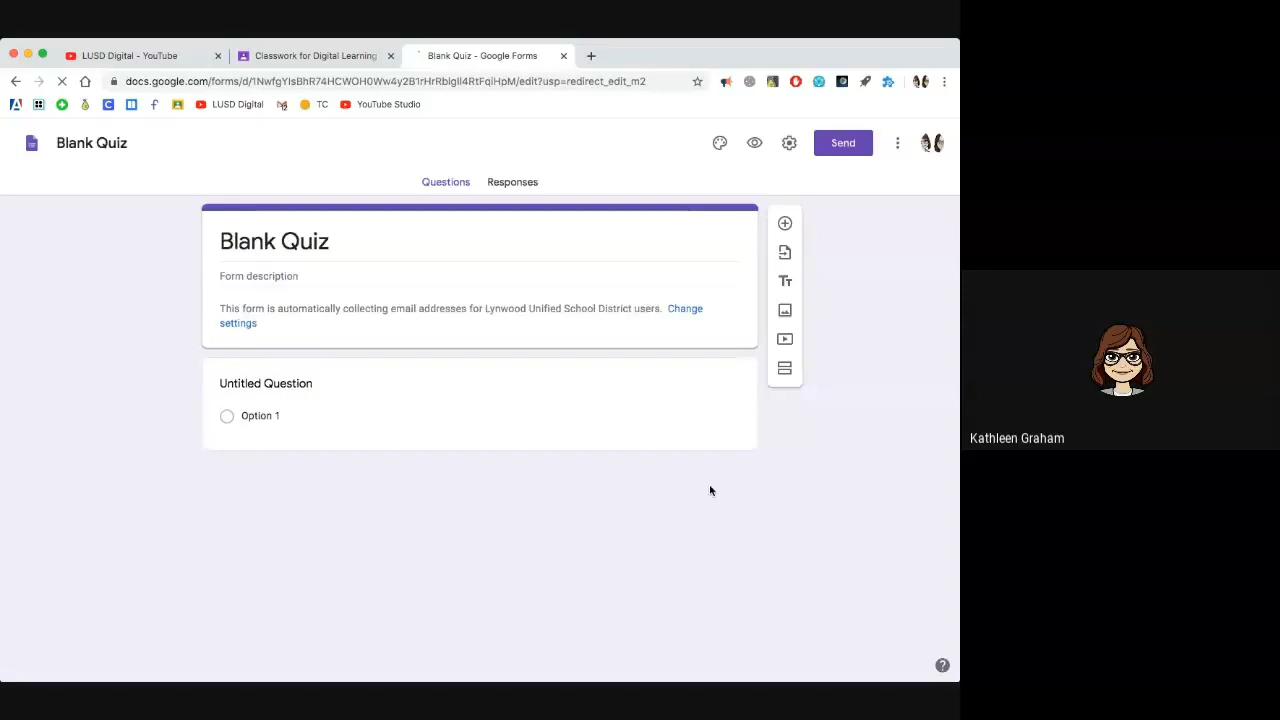 LUSD Digital - YouTube
Classwork for Digital Learning
Blank Quiz - Google Forms
docs.google.com/forms/d/1NwfgYIsBhR74HCWOH0Ww4y2B1rHrRblgIl4RtFqiHpM/edit?usp=redirect_edit_m2
LUSD Digital
TC
YouTube Studio
Blank Quiz
Send
Questions
Responses
Blank Quiz
Form description
This form is automatically collecting email addresses for Lynwood Unified School District users. Change
settings
Untitled Question
Option 1
Kathleen Graham